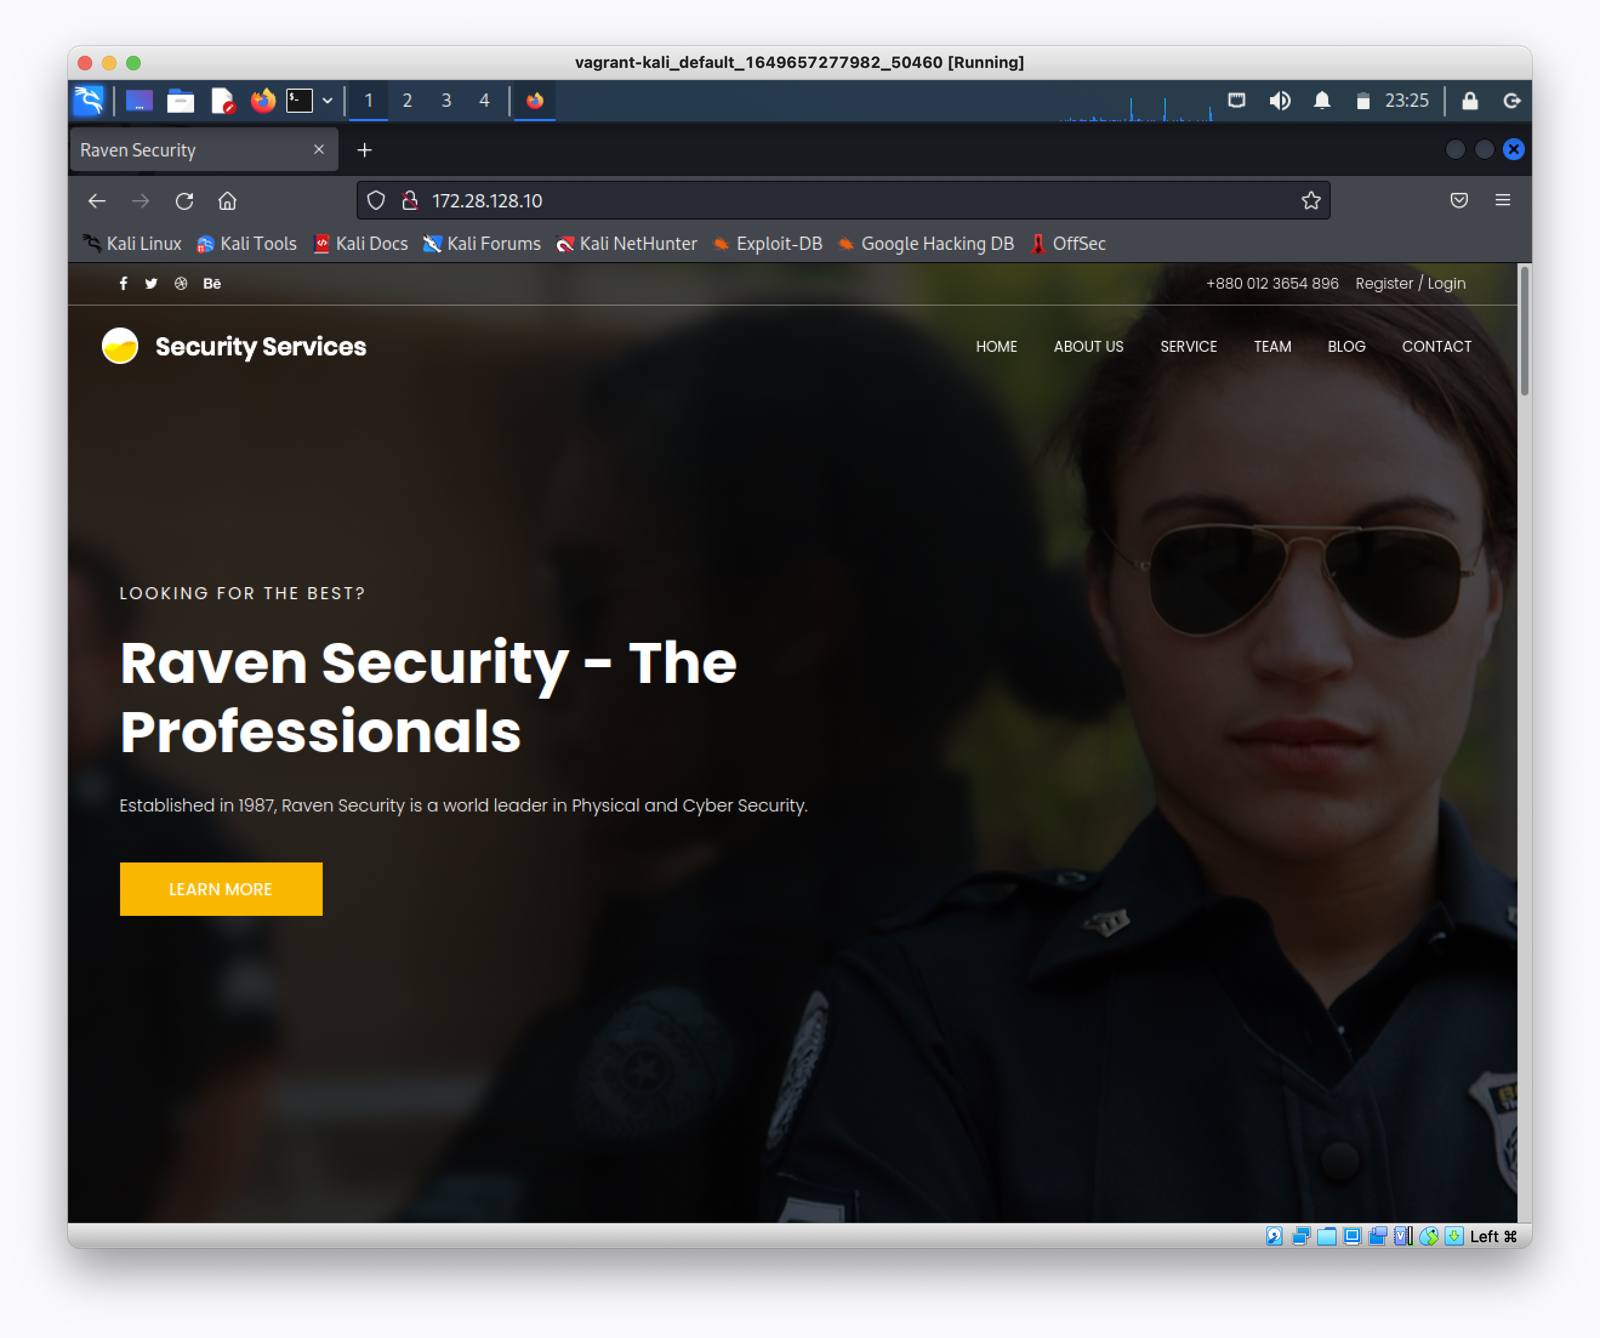 vagrant-kali_default_1649657277982_50460 [Running]
1 2 3 4 23:25
Raven Security
172.28.128.10
Kali Linux Kali Tools Kali Docs Kali Forums Kali NetHunter Exploit-DB Google Hacking DB OffSec
+880 012 3654 896 Register / Login
Security Services HOME ABOUT US SERVICE TEAM BLOG CONTACT
LOOKING FOR THE BEST?
Raven Security - The
Professionals
Established in 1987, Raven Security is a world leader in Physical and Cyber Security.
LEARN MORE
Left ⌘